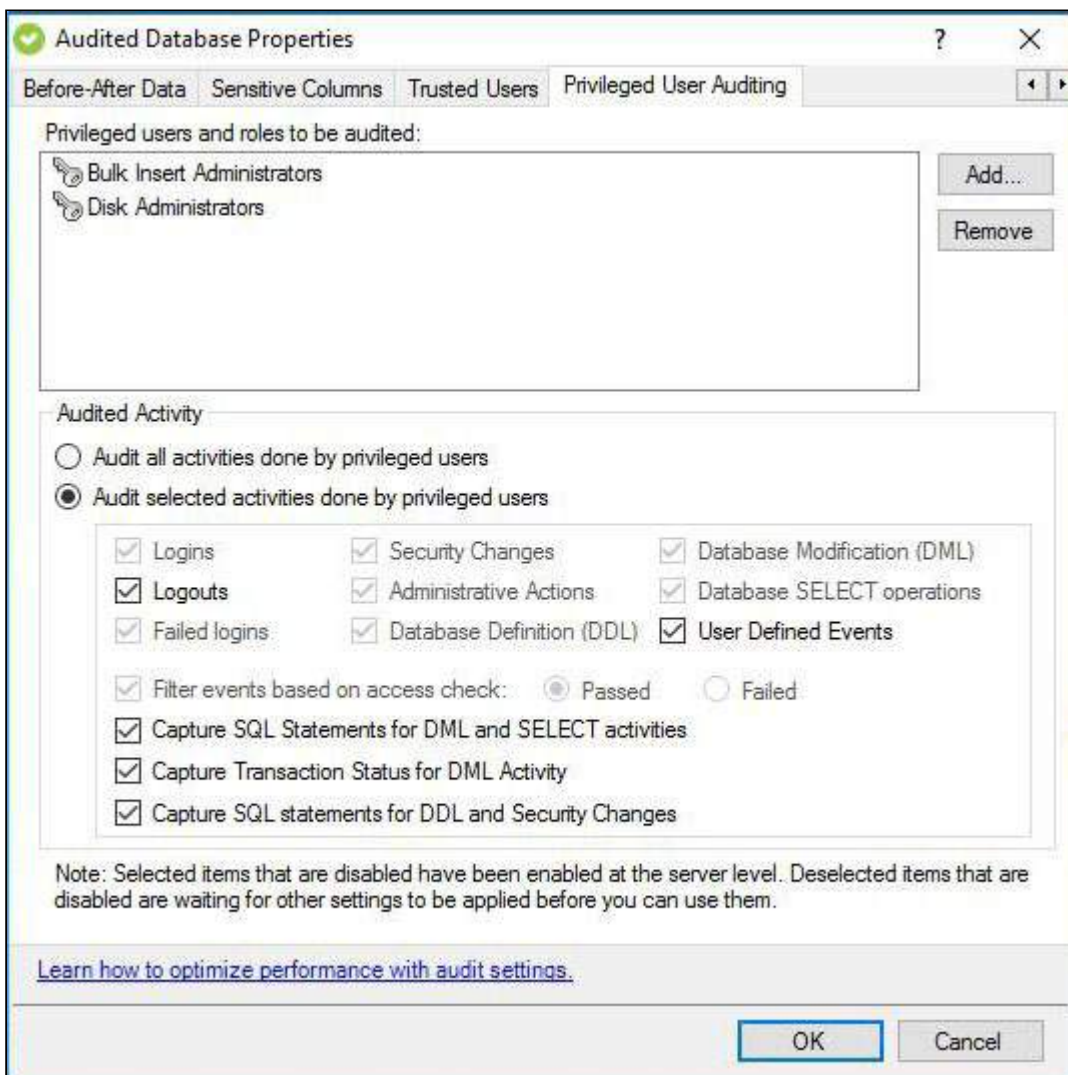 Audited Database Properties
?
Before-After Data Sensitive Columns Trusted Users Privileged User Auditing
Privileged users and roles to be audited:
Bulk Insert Administrators
Disk Administrators
Add...
Remove
Audited Activity
Audit all activities done by privileged users
Audit selected activities done by privileged users
Logins Security Changes Database Modification (DML)
Logouts Administrative Actions Database SELECT operations
Failed logins Database Definition (DDL) User Defined Events
Filter events based on access check: Passed Failed
Capture SQL Statements for DML and SELECT activities
Capture Transaction Status for DML Activity
Capture SQL statements for DDL and Security Changes
Note: Selected items that are disabled have been enabled at the server level. Deselected items that are
disabled are waiting for other settings to be applied before you can use them.
Learn how to optimize performance with audit settings.
OK Cancel